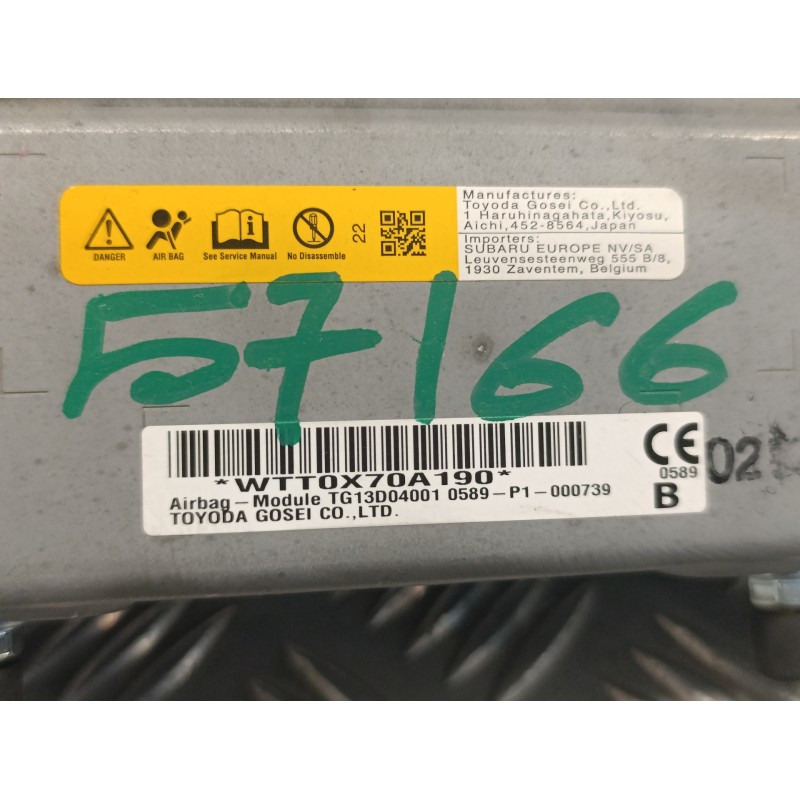 Manufactures:
Toyoda Gosei Co.,Ltd.
1 Haruhinagahata,Kiyosu,
Aichi,452-8564,Japan
Importers:
SUBARU EUROPE NV/SA
Leuvensesteenweg 555 B/8,
1930 Zaventem, Belgium
DANGER
AIR BAG
See Service Manual
No Disassemble
22
57166
*WTT0X70A190*
Airbag-Module TG13D04001 0589-P1-000739
TOYODA GOSEI CO.,LTD.
CE
0589
B
02